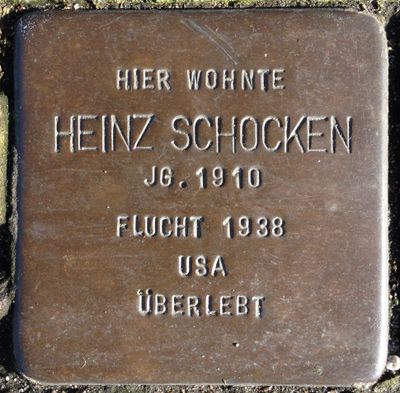 HIER WOHNTE
HEINZ SCHOCKEN
JG. 1910
FLUCHT 1938
USA
ÜBERLEBT